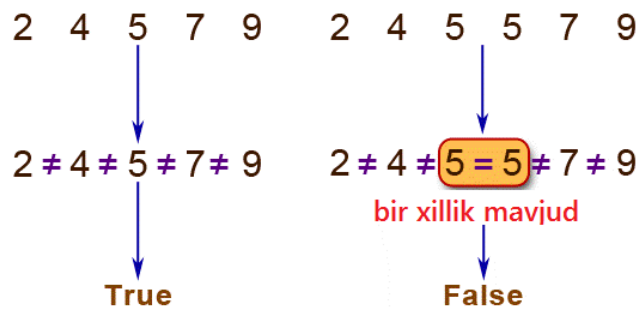 2 4 5 7 9
2 4 5 5 7 9
2 ≠ 4 ≠ 5 ≠ 7 ≠ 9
2 ≠ 4 ≠ 5 = 5 ≠ 7 ≠ 9
bir xillik mavjud
True
False